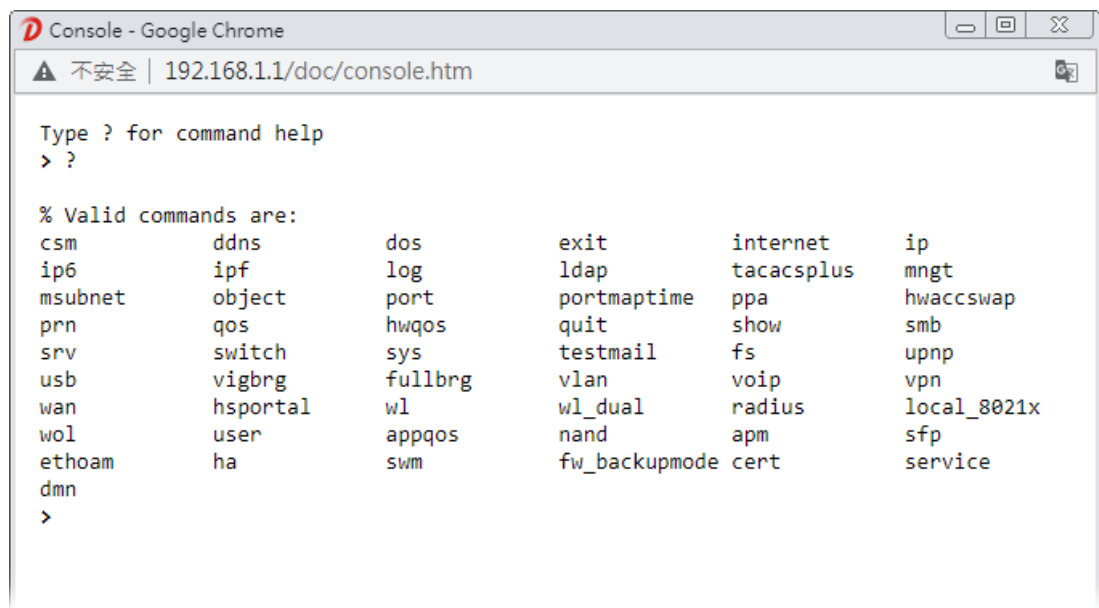 Console - Google Chrome
不安全 | 192.168.1.1/doc/console.htm
Type ? for command help
> ?
% Valid commands are:
csm ddns dos exit internet ip
ip6 ipf log ldap tacacsplus mngt
msubnet object port portmaptime ppa hwaccswap
prn qos hwqos quit show smb
srv switch sys testmail fs upnp
usb vigbrg fullbrg vlan voip vpn
wan hsportal wl wl_dual radius local_8021x
wol user appqos nand apm sfp
ethoam ha swm fw_backupmode cert service
dmn
>